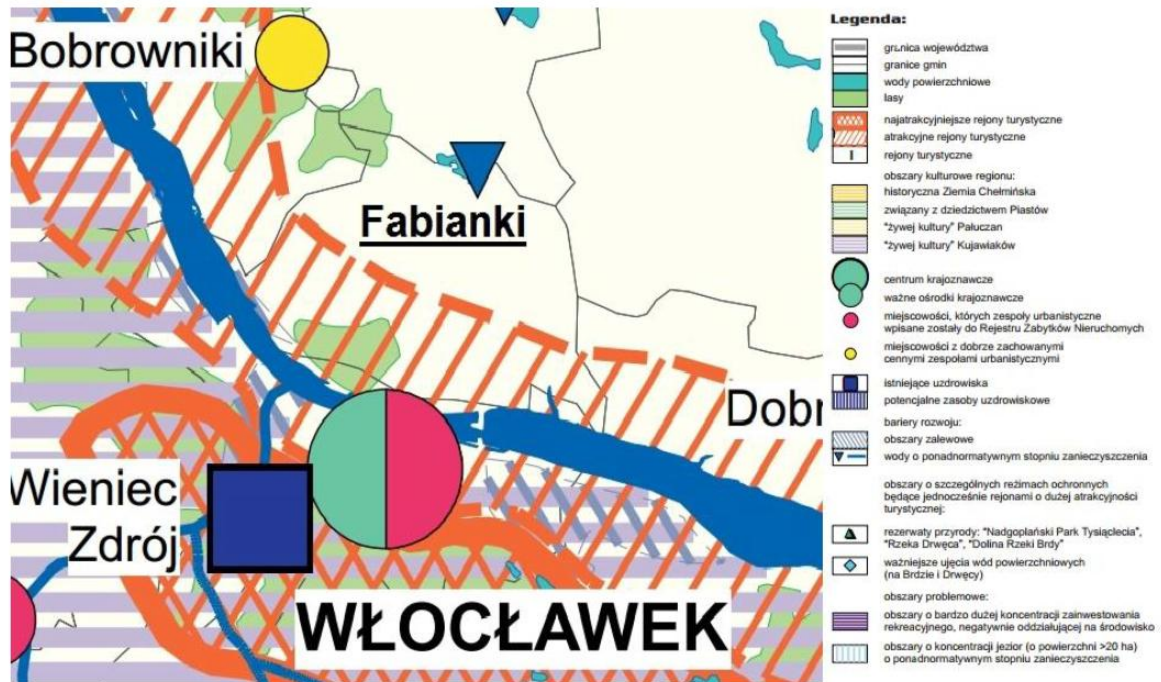 Bobrowniki
Fabianki
Dobr
Wieniec
Zdrój
WŁOCŁAWEK
Legenda:
granica województwa
granice gmin
wody powierzchniowe
lasy
najatrakcyjniejsze rejony turystyczne
atrakcyjne rejony turystyczne
rejony turystyczne
obszary kulturowe regionu:
historyczna Ziemia Chełmińska
związany z dziedzictwem Piastów
"żywej kultury" Pałuczan
"żywej kultury" Kujawiaków
centrum krajoznawcze
ważne ośrodki krajoznawcze
miejscowości, których zespoły urbanistyczne
wpisane zostały do Rejestru Zabytków Nieruchomych
miejscowości z dobrze zachowanymi
cennymi zespołami urbanistycznymi
istniejące uzdrowiska
potencjalne zasoby uzdrowiskowe
bariery rozwoju:
obszary zalewowe
wody o ponadnormatywnym stopniu zanieczyszczenia
obszary o szczególnych reżimach ochronnych
będące jednocześnie rejonami o dużej atrakcyjności
turystycznej:
rezerwaty przyrody: "Nadgoplański Park Tysiąclecia",
"Rzeka Drwęca", "Dolina Rzeki Brdy"
ważniejsze ujęcia wód powierzchniowych
(na Brdzie i Drwęcy)
obszary problemowe:
obszary o bardzo dużej koncentracji zainwestowania
rekreacyjnego, negatywnie oddziałującej na środowisko
obszary o koncentracji jezior (o powierzchni >20 ha)
o ponadnormatywnym stopniu zanieczyszczenia